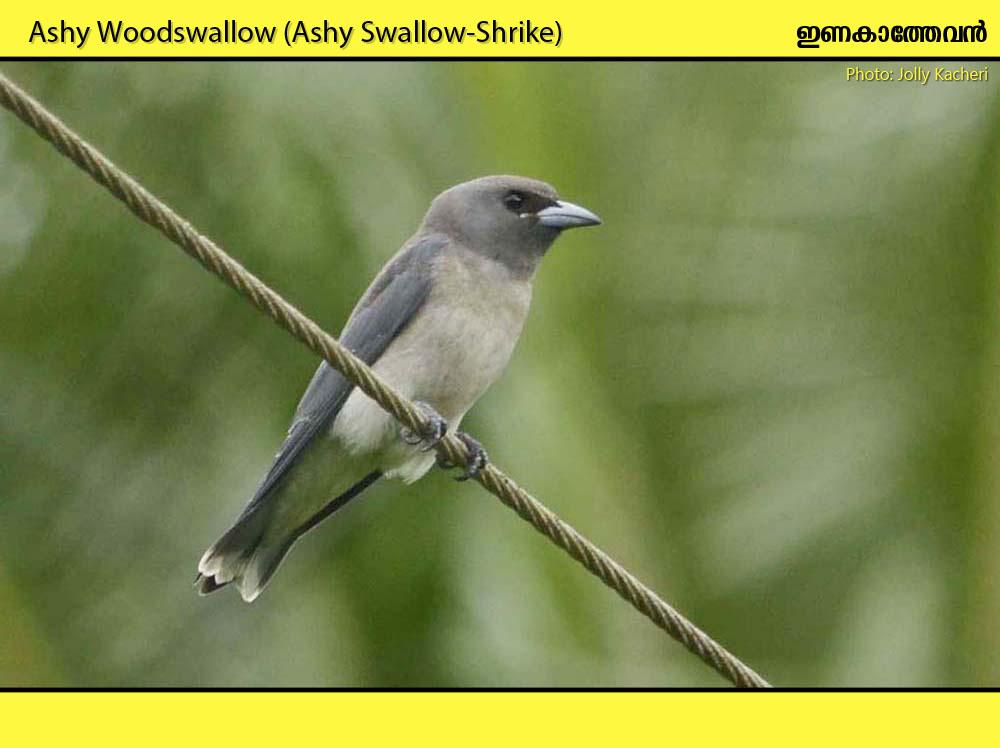 Ashy Woodswallow (Ashy Swallow-Shrike)
ഇണകാത്തേവൻ
Photo: Jolly Kacheri